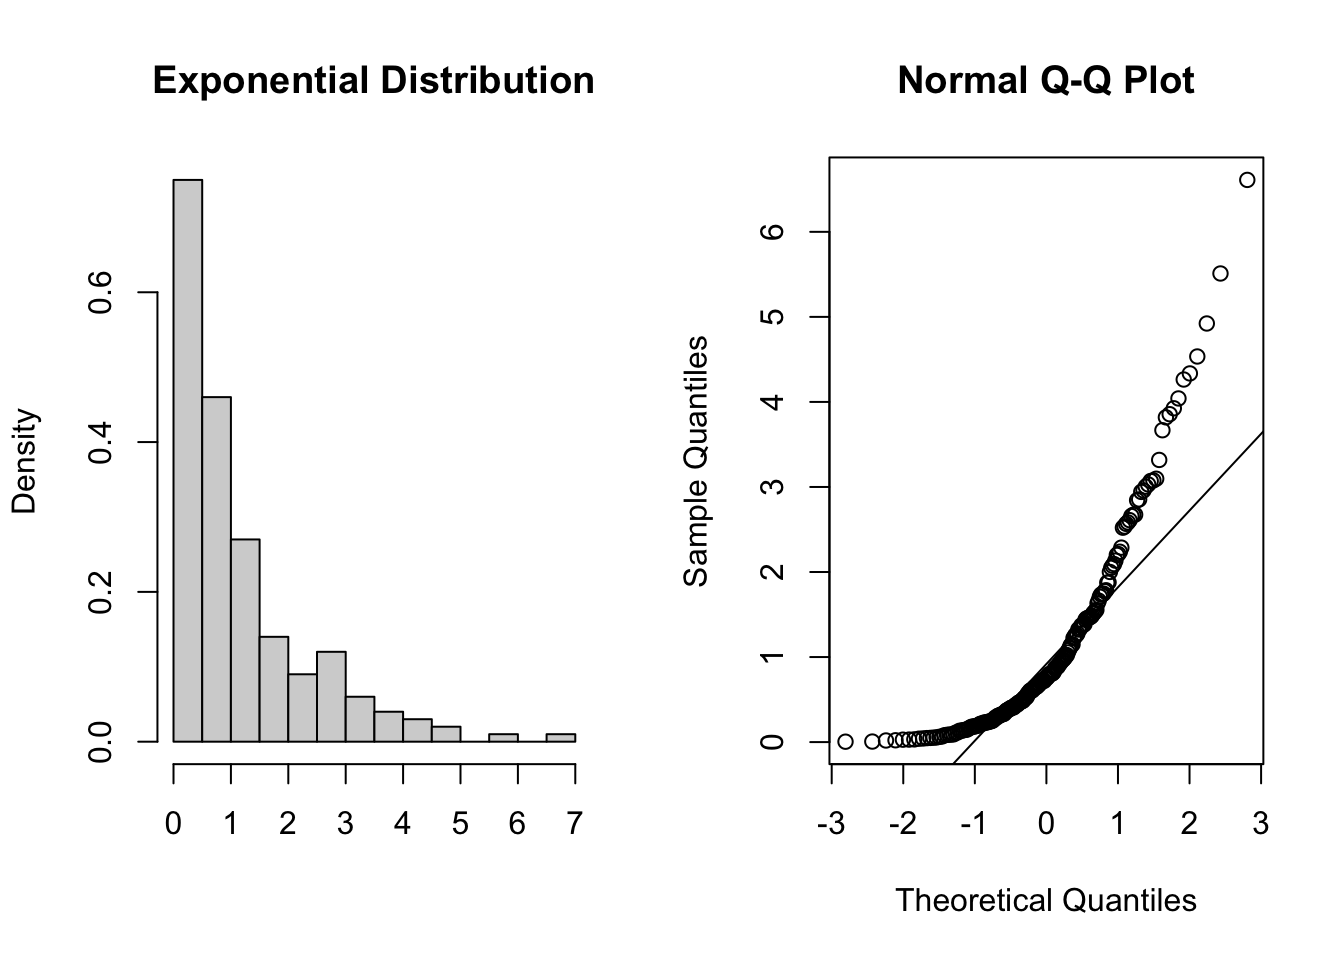 Exponential Distribution
Density
0.0
0.2
0.4
0.6
0 1 2 3 4 5 6 7
Normal Q-Q Plot
Sample Quantiles
0
1
2
3
4
5
6
-3 -2 -1 0 1 2 3
Theoretical Quantiles